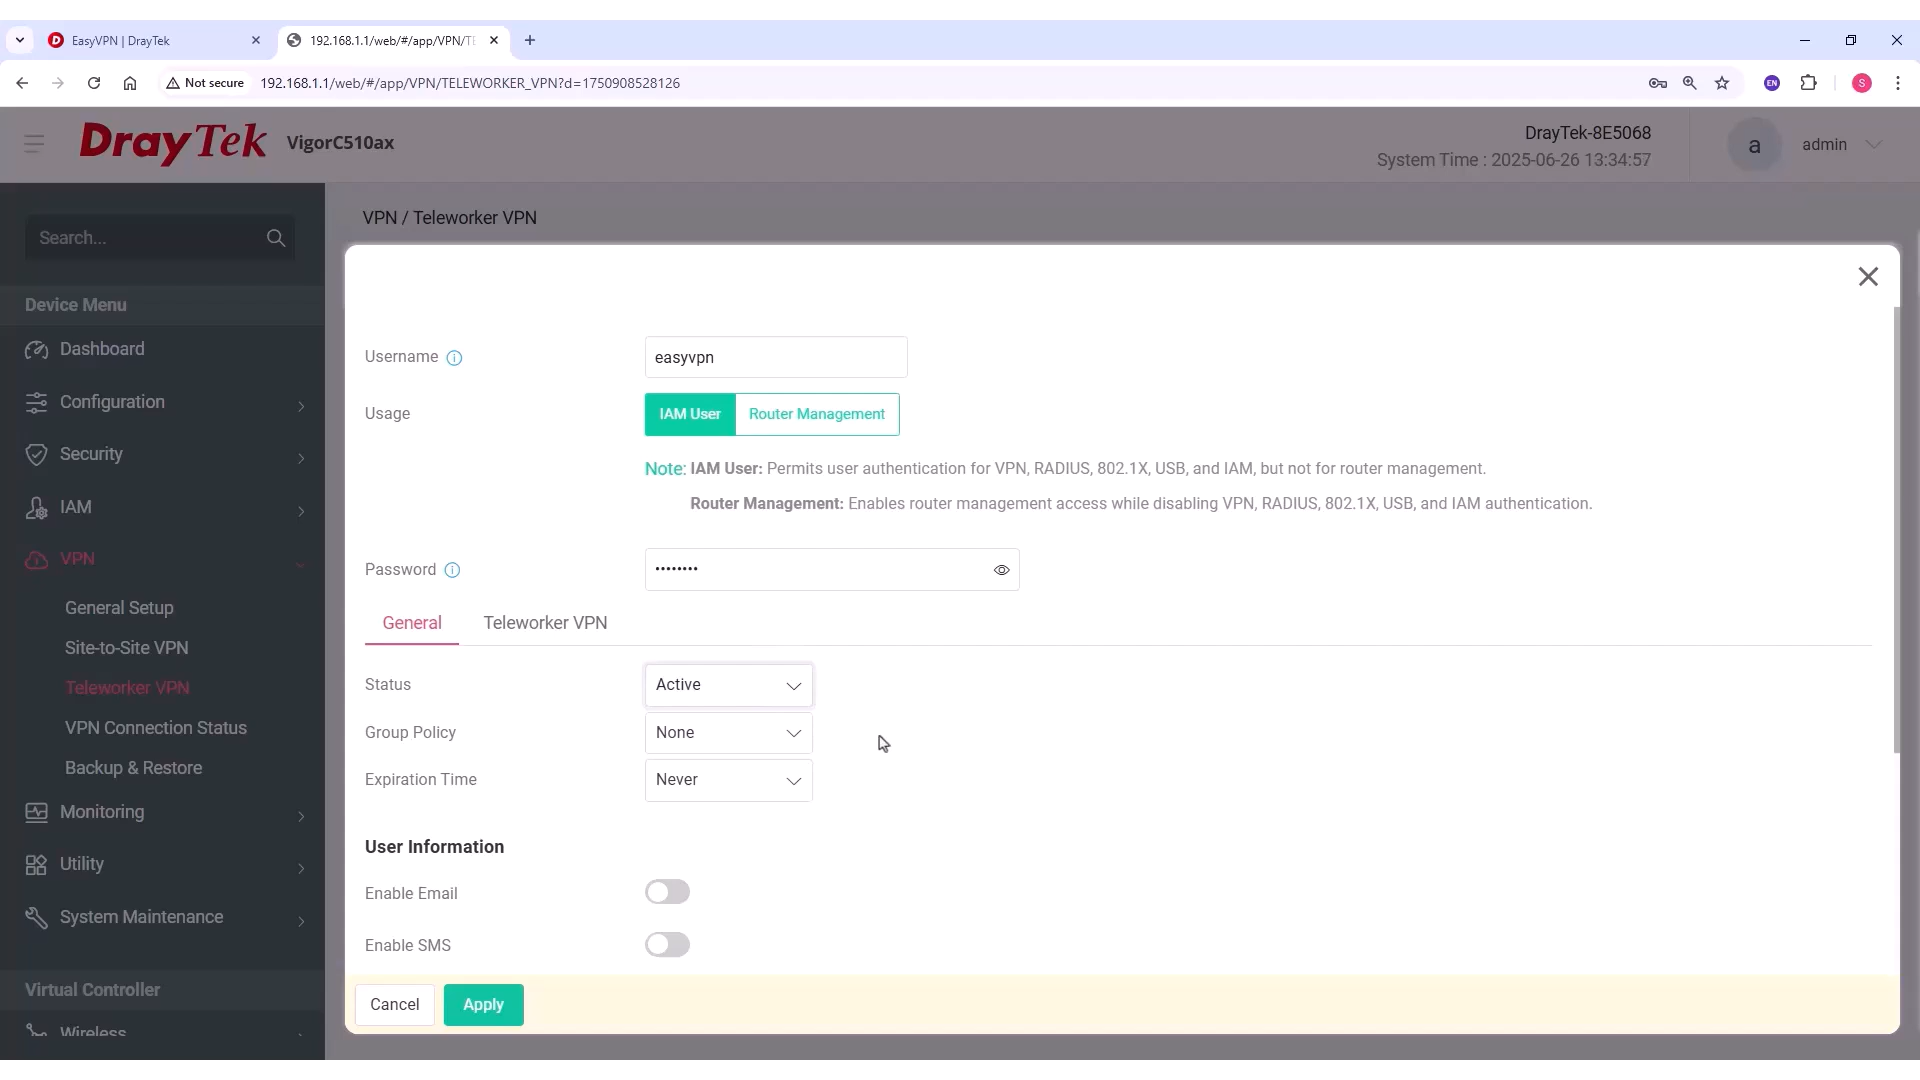 EasyVPN | DrayTek
192.168.1.1/web/#/app/VPN/TE
Not secure
192.168.1.1/web/#/app/VPN/TELEWORKER_VPN?d=1750908528126
EN
S
DrayTek
VigorC510ax
DrayTek-8E5068
System Time : 2025-06-26 13:34:57
a
admin
Search...
Device Menu
Dashboard
Configuration
Security
IAM
VPN
General Setup
Site-to-Site VPN
Teleworker VPN
VPN Connection Status
Backup & Restore
Monitoring
Utility
System Maintenance
Virtual Controller
Wireless
VPN / Teleworker VPN
Username
easyvpn
Usage
IAM User
Router Management
Note: IAM User: Permits user authentication for VPN, RADIUS, 802.1X, USB, and IAM, but not for router management.
Router Management: Enables router management access while disabling VPN, RADIUS, 802.1X, USB, and IAM authentication.
Password
••••••••
General
Teleworker VPN
Status
Active
Group Policy
None
Expiration Time
Never
User Information
Enable Email
Enable SMS
Cancel
Apply